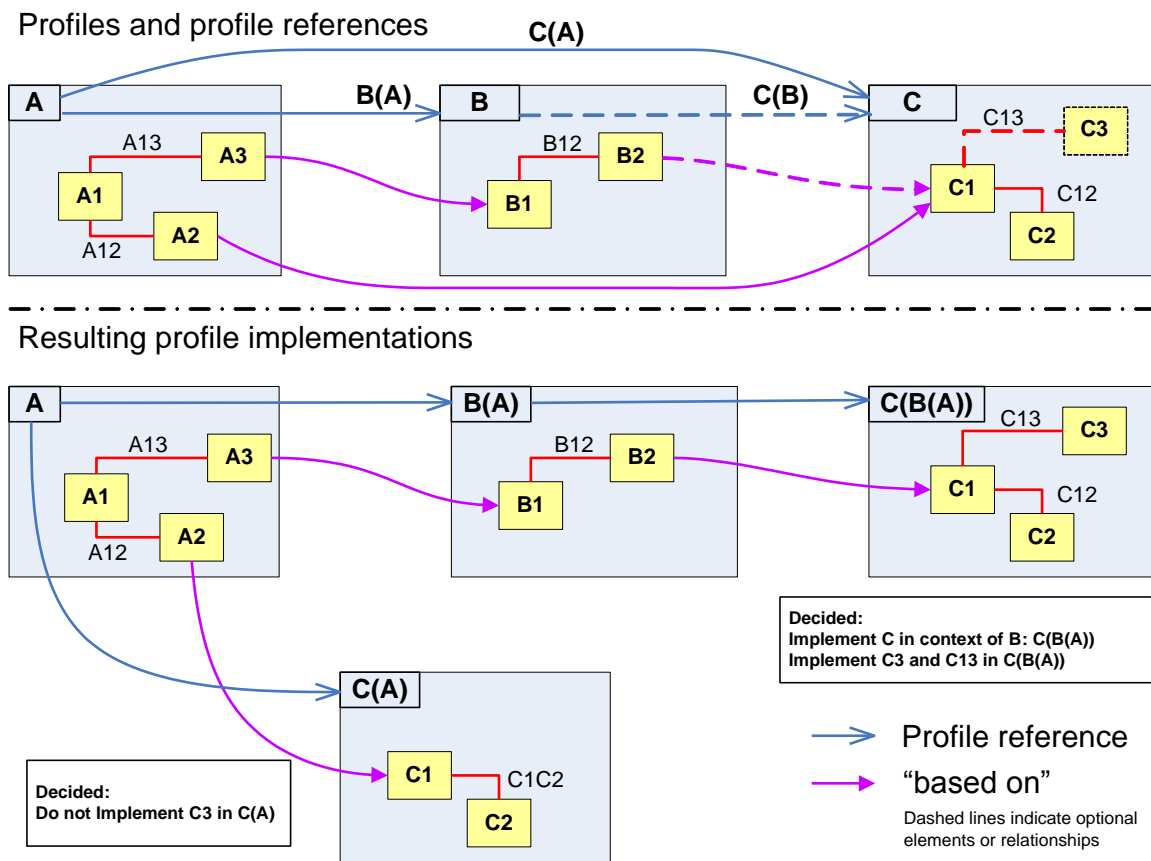 Profiles and profile references
C(A)
A
B(A)
B
C(B)
C
A13
A3
A1
A12
A2
B12
B2
B1
C13
C3
C1
C12
C2
Resulting profile implementations
A
B(A)
C(B(A))
A13
A3
A1
A12
A2
B12
B2
B1
C13
C3
C1
C12
C2
Decided:
Implement C in context of B: C(B(A))
Implement C3 and C13 in C(B(A))
C(A)
C1
C1C2
C2
Decided:
Do not Implement C3 in C(A)
Profile reference
“based on”
Dashed lines indicate optional
elements or relationships